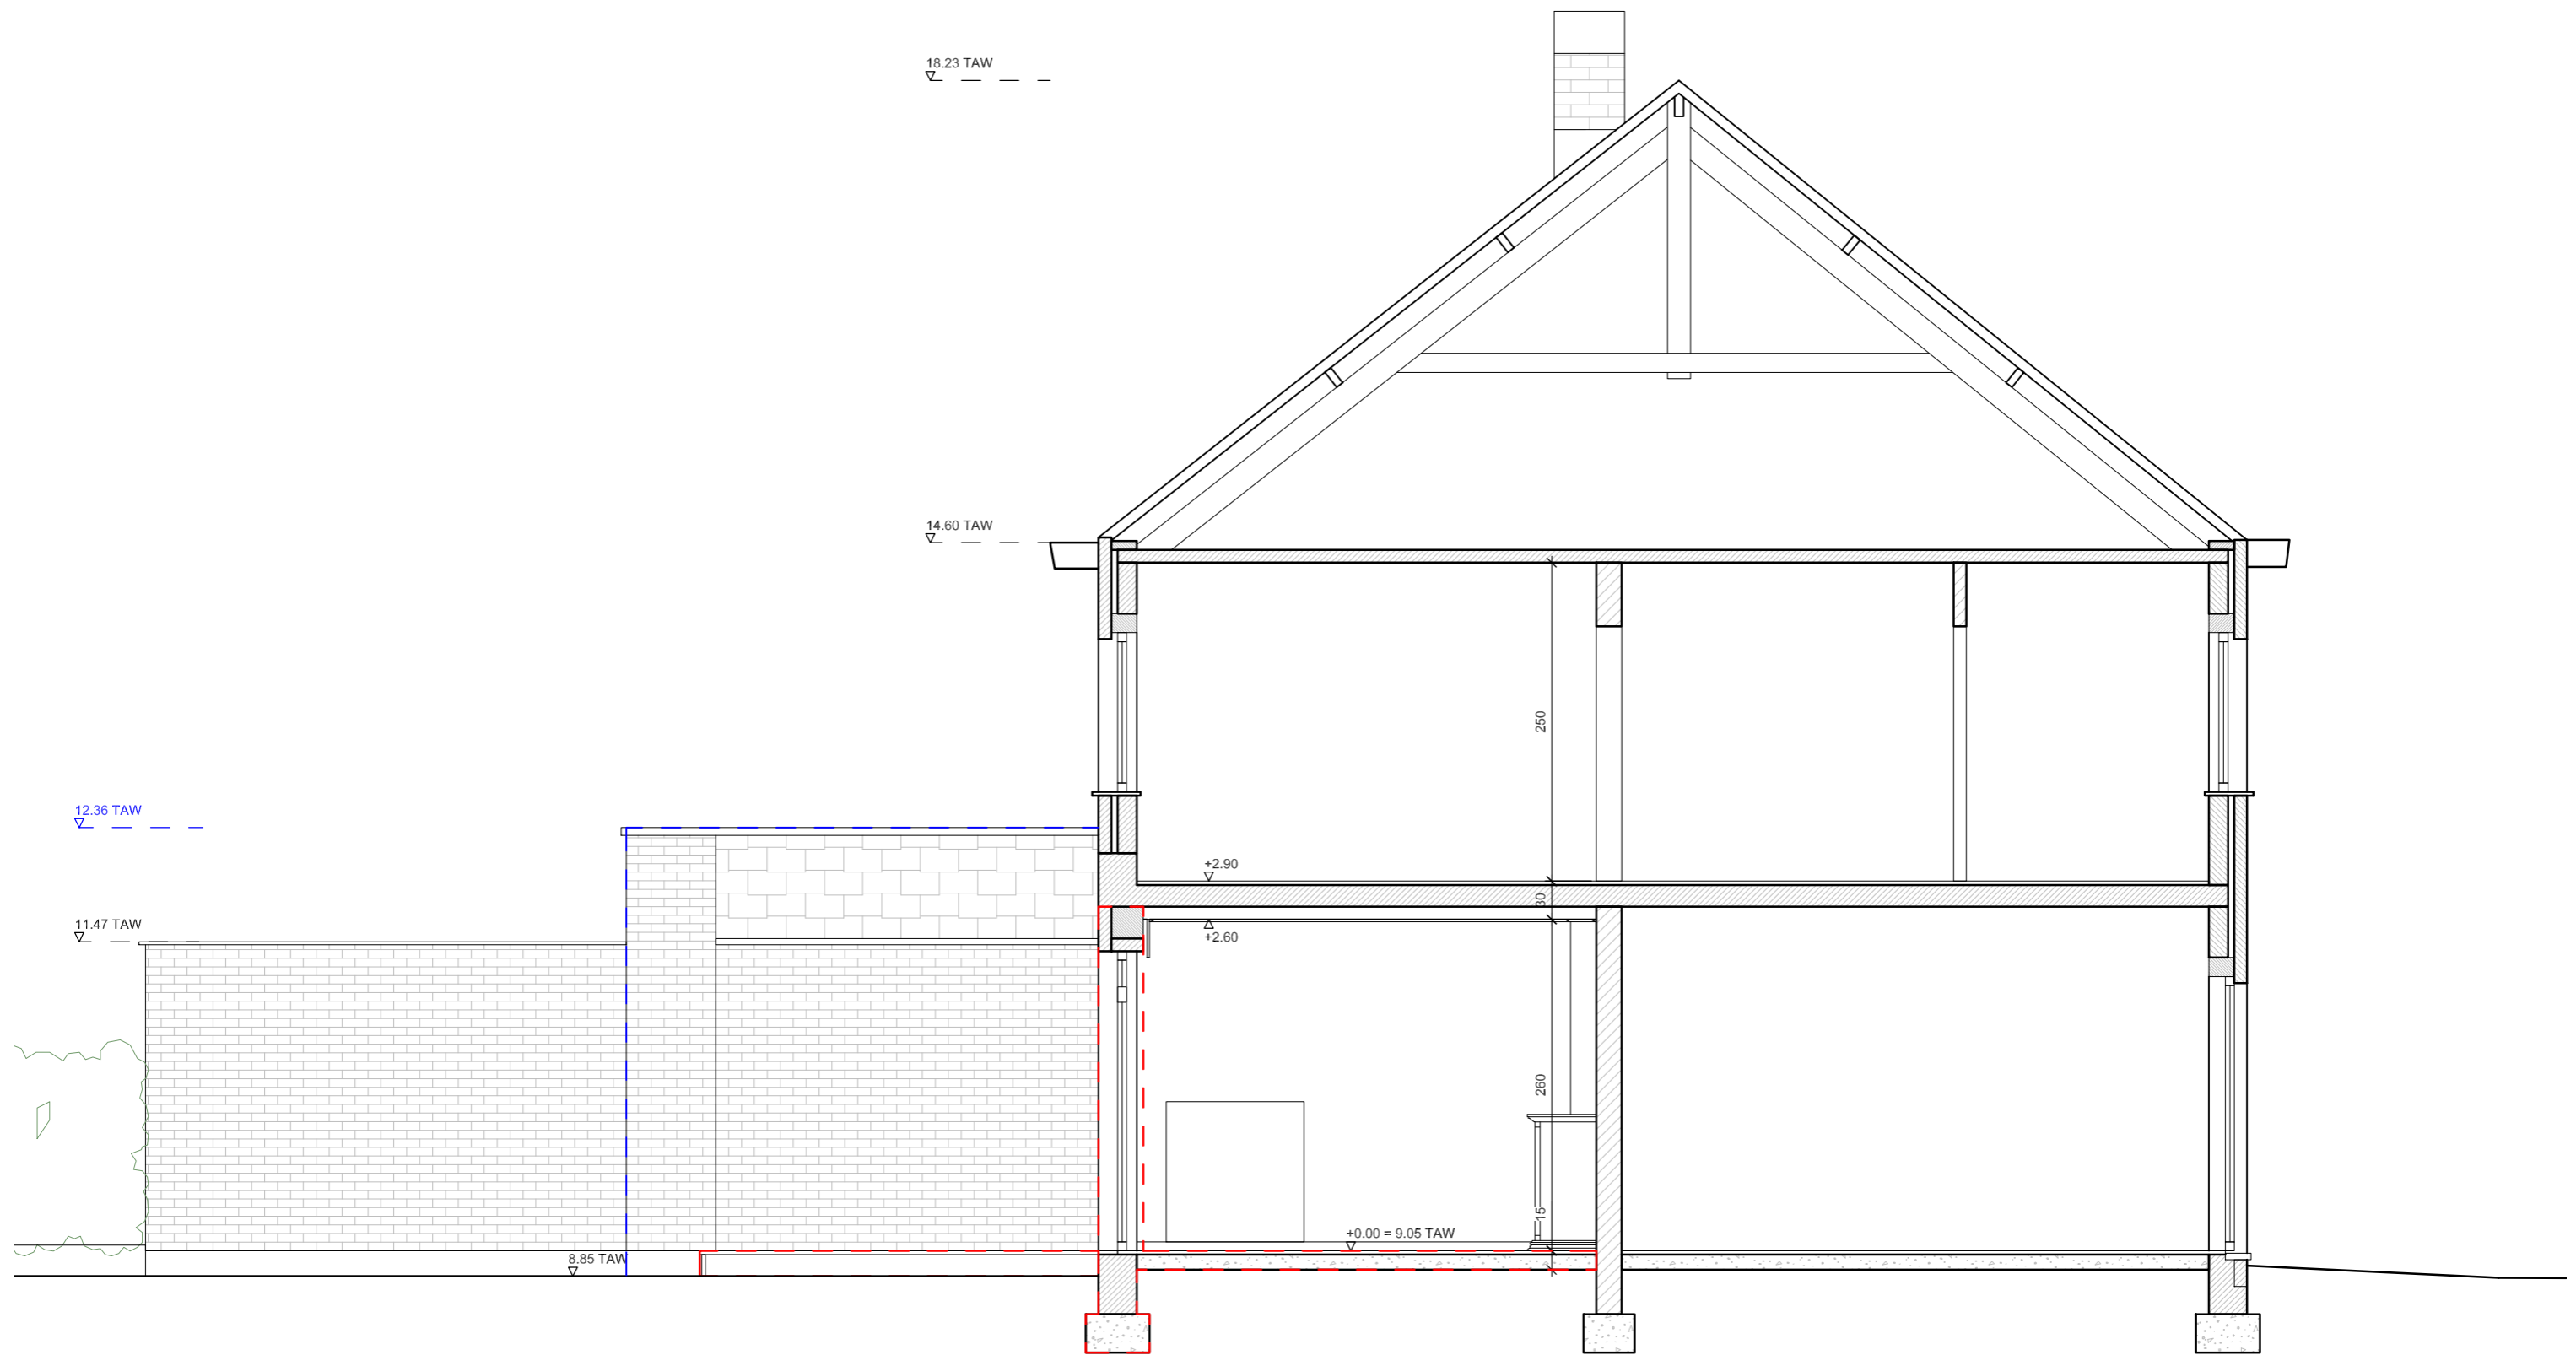 18.23 TAW
14.60 TAW
250
12.36 TAW
+2.90
30
11.47 TAW
+2.60
260
15
+0.00 = 9.05 TAW
8.85 TAW